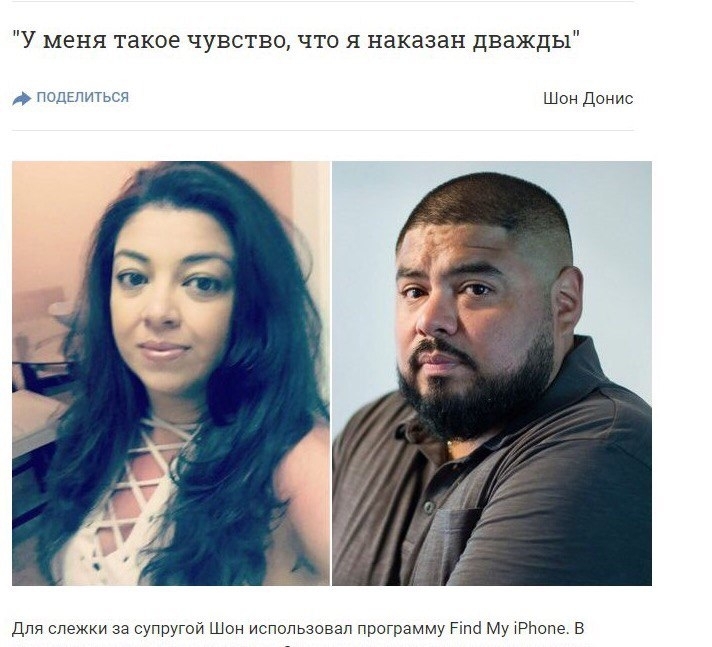 "У меня такое чувство, что я наказан дважды"
ПОДЕЛИТЬСЯ
Шон Донис
Для слежки за супругой Шон использовал программу Find My iPhone. В